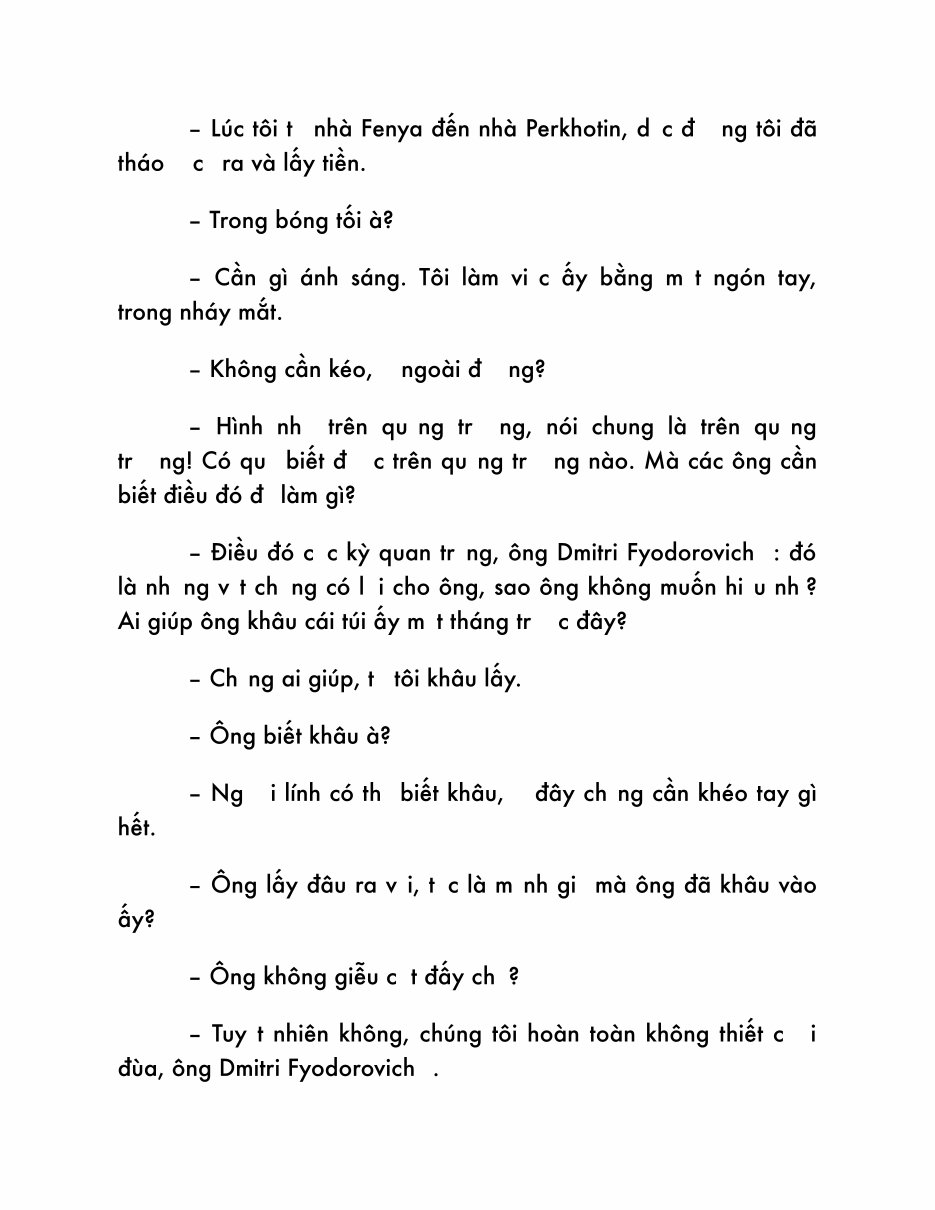 – Lúc tôi t nhà Fenya đến nhà Perkhotin, d c đ ng tôi đã
tháo c ra và lấy tiền.
– Trong bóng tối à?
– Cần gì ánh sáng. Tôi làm vi c ấy bằng m t ngón tay,
trong nháy mắt.
– Không cần kéo, ngoài đ ng?
– Hình nh trên qu ng tr ng, nói chung là trên qu ng
tr ng! Có qu biết đ c trên qu ng tr ng nào. Mà các ông cần
biết điều đó đ làm gì?
– Điều đó c c kỳ quan tr ng, ông Dmitri Fyodorovich : đó
là nh ng v t ch ng có l i cho ông, sao ông không muốn hi u nh ?
Ai giúp ông khâu cái túi ấy m t tháng tr c đây?
– Ch ng ai giúp, t tôi khâu lấy.
– Ông biết khâu à?
– Ng i lính có th biết khâu, đây ch ng cần khéo tay gì
hết.
– Ông lấy đâu ra v i, t c là m nh gi mà ông đã khâu vào
ấy?
– Ông không giễu c t đấy ch ?
– Tuy t nhiên không, chúng tôi hoàn toàn không thiết c i
đùa, ông Dmitri Fyodorovich .